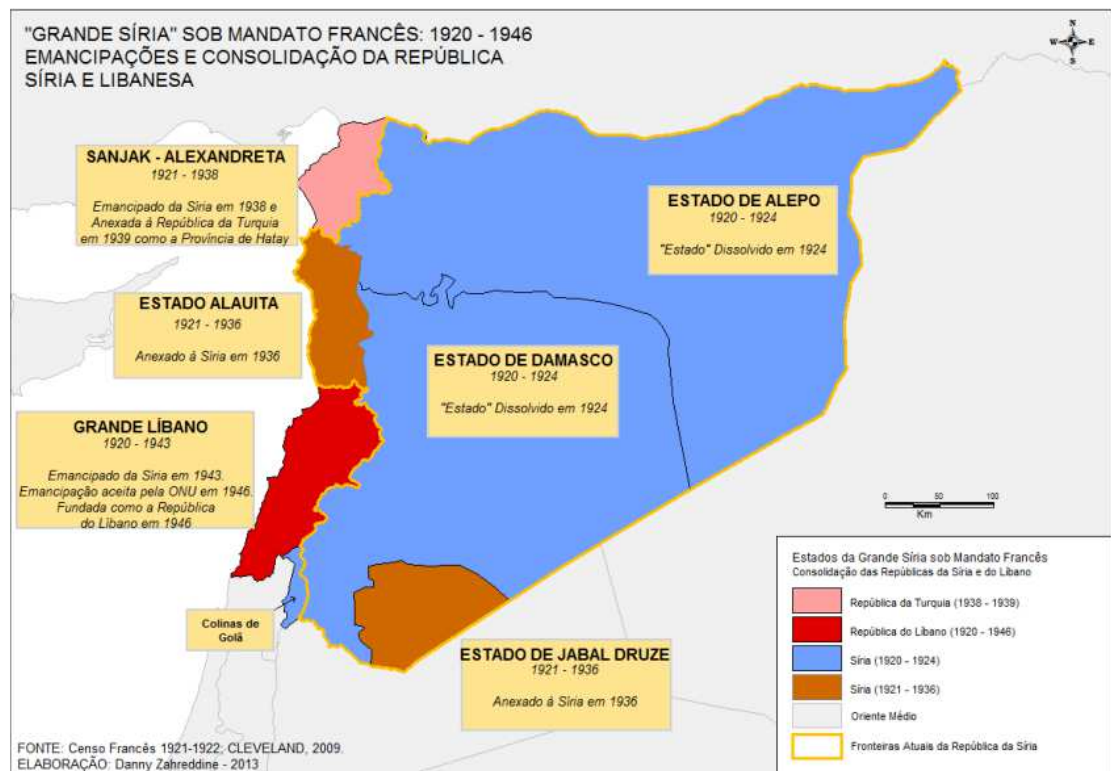 "GRANDE SÍRIA" SOB MANDATO FRANCÊS: 1920 - 1946
EMANCIPAÇÕES E CONSOLIDAÇÃO DA REPÚBLICA
SÍRIA E LIBANESA
N
W E
S
SANJAK - ALEXANDRETA
1921 - 1938
Emancipado da Síria em 1938 e
Anexada à República da Turquia
em 1939 como a Província de Hatay
ESTADO DE ALEPO
1920 - 1924
"Estado" Dissolvido em 1924
ESTADO ALAUITA
1921 - 1936
Anexado á Síria em 1936
ESTADO DE DAMASCO
1920 - 1924
"Estado" Dissolvido em 1924
GRANDE LÍBANO
1920 - 1943
Emancipado da Síria em 1943.
Emancipação aceita pela ONU em 1946.
Fundada como a República
do Líbano em 1946
Colinas de
Golã
ESTADO DE JABAL DRUZE
1921 - 1936
Anexado á Síria em 1936
0 50 100
Km
Estados da Grande Síria sob Mandato Francês
Consolidação das Repúblicas da Síria e do Líbano
República da Turquia (1938 - 1939)
República do Líbano (1920 - 1946)
Síria (1920 - 1924)
Síria (1921 - 1936)
Oriente Médio
Fronteiras Atuais da República da Síria
FONTE: Censo Francês 1921-1922; CLEVELAND, 2009.
ELABORAÇÃO: Danny Zahreddine - 2013